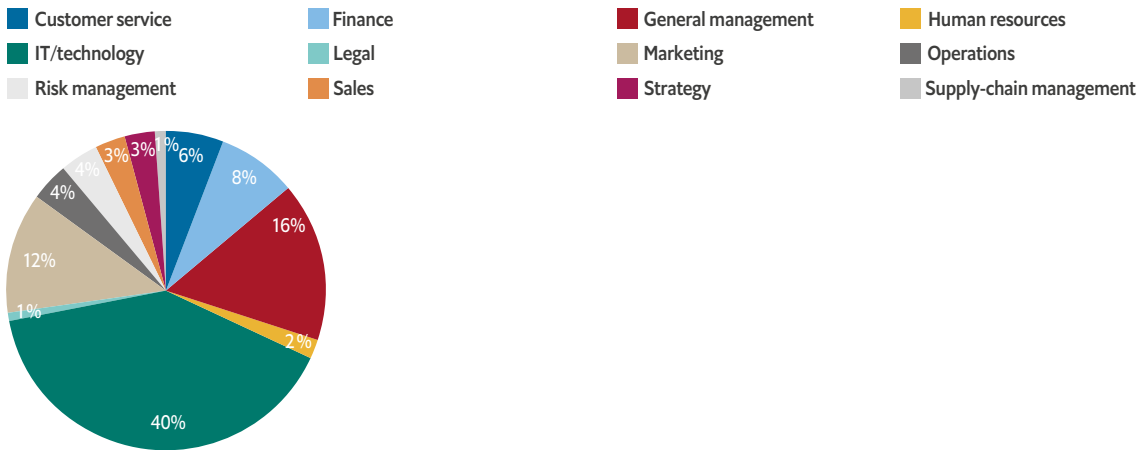 Customer service Finance General management Human resources
IT/technology Legal Marketing Operations
Risk management Sales Strategy Supply-chain management
1%
3% 3% 6%
4%
8%
4%
16%
12%
1%
2%
40%